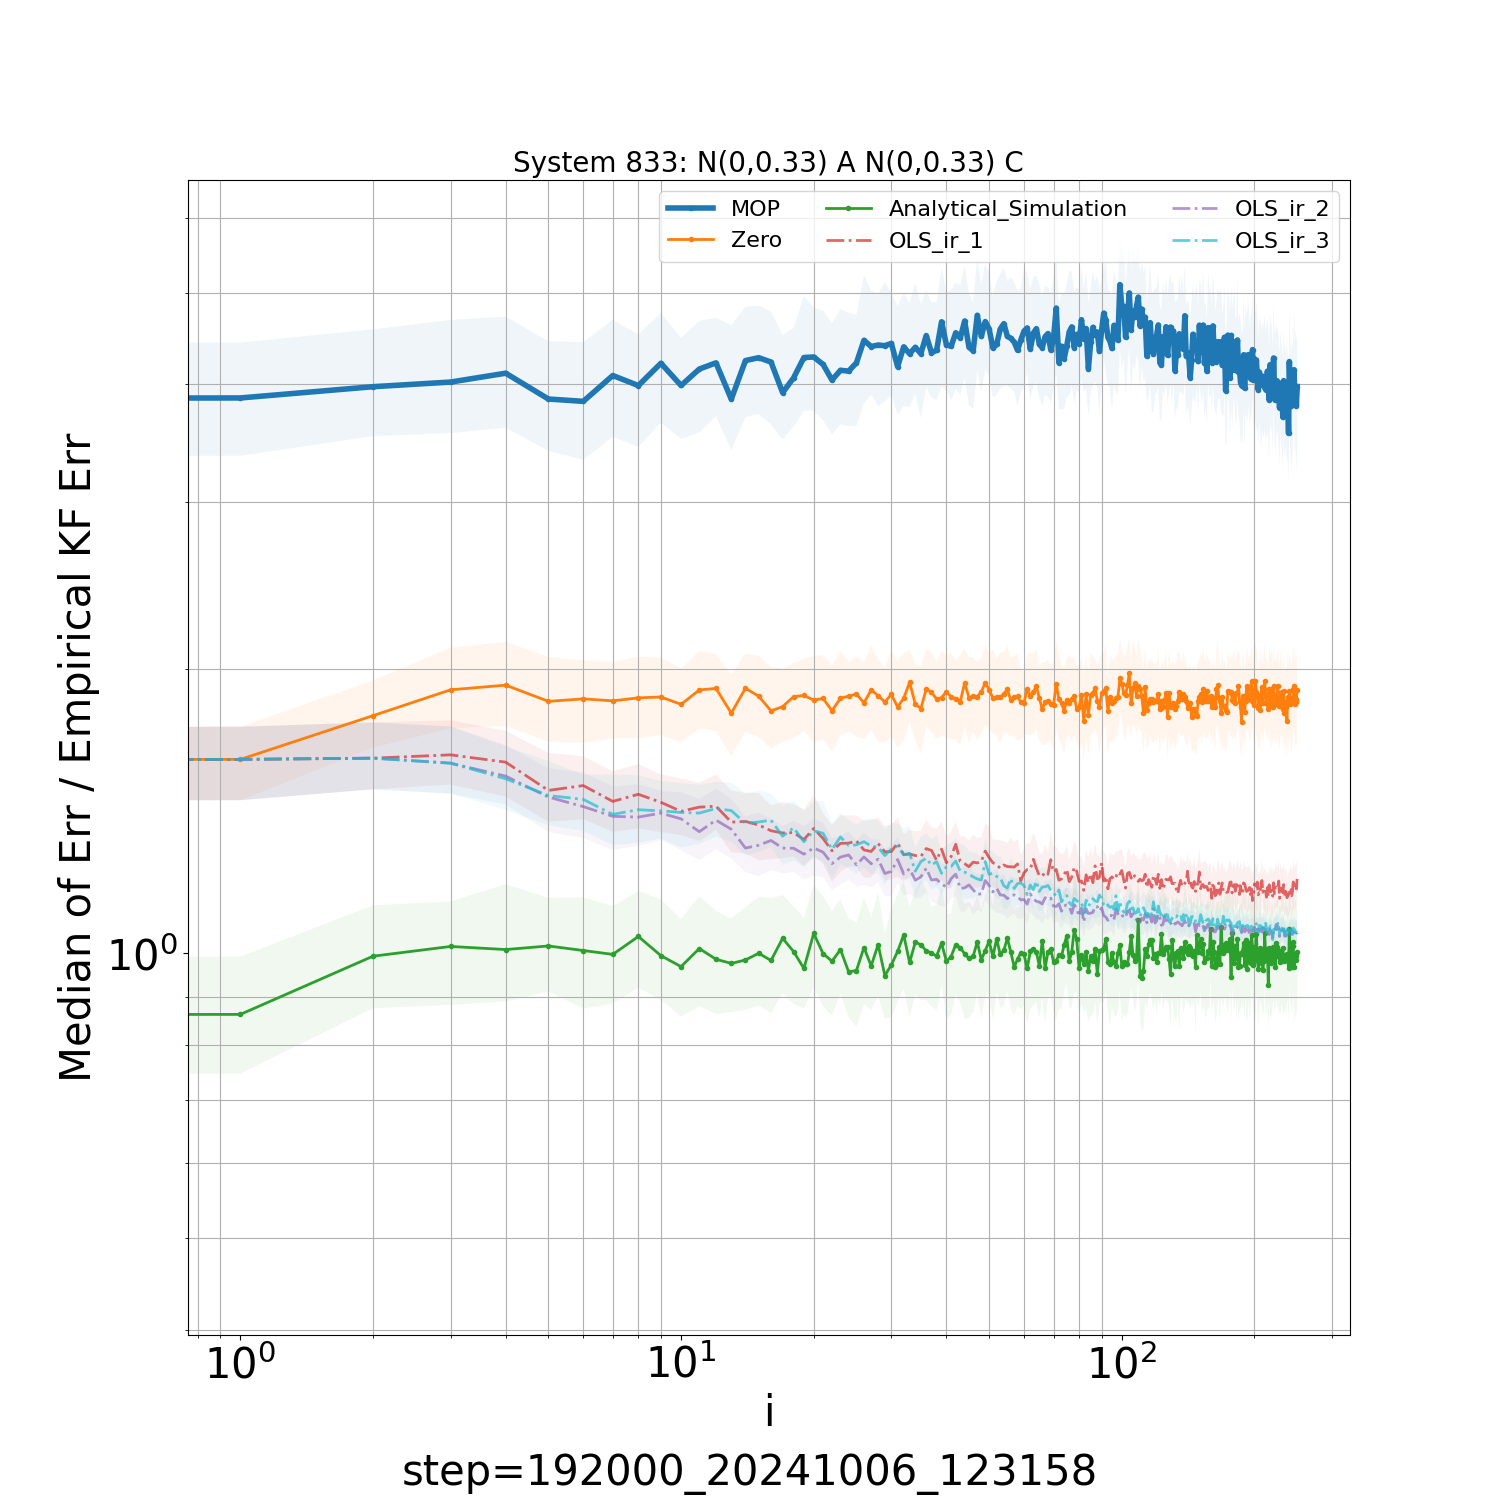 System 833: N(0,0.33) A N(0,0.33) C
MOP
Zero
Analytical_Simulation
OLS_ir_1
OLS_ir_2
OLS_ir_3
Median of Err / Empirical KF Err
10⁰
10⁰ 10¹ 10²
i
step=192000_20241006_123158